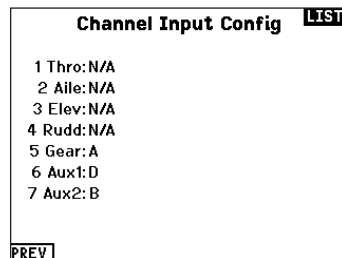 Channel Input Config
LIST
1 Thro: N/A
2 Aile: N/A
3 Elev: N/A
4 Rudd: N/A
5 Gear: A
6 Aux1: D
7 Aux2: B
PREV